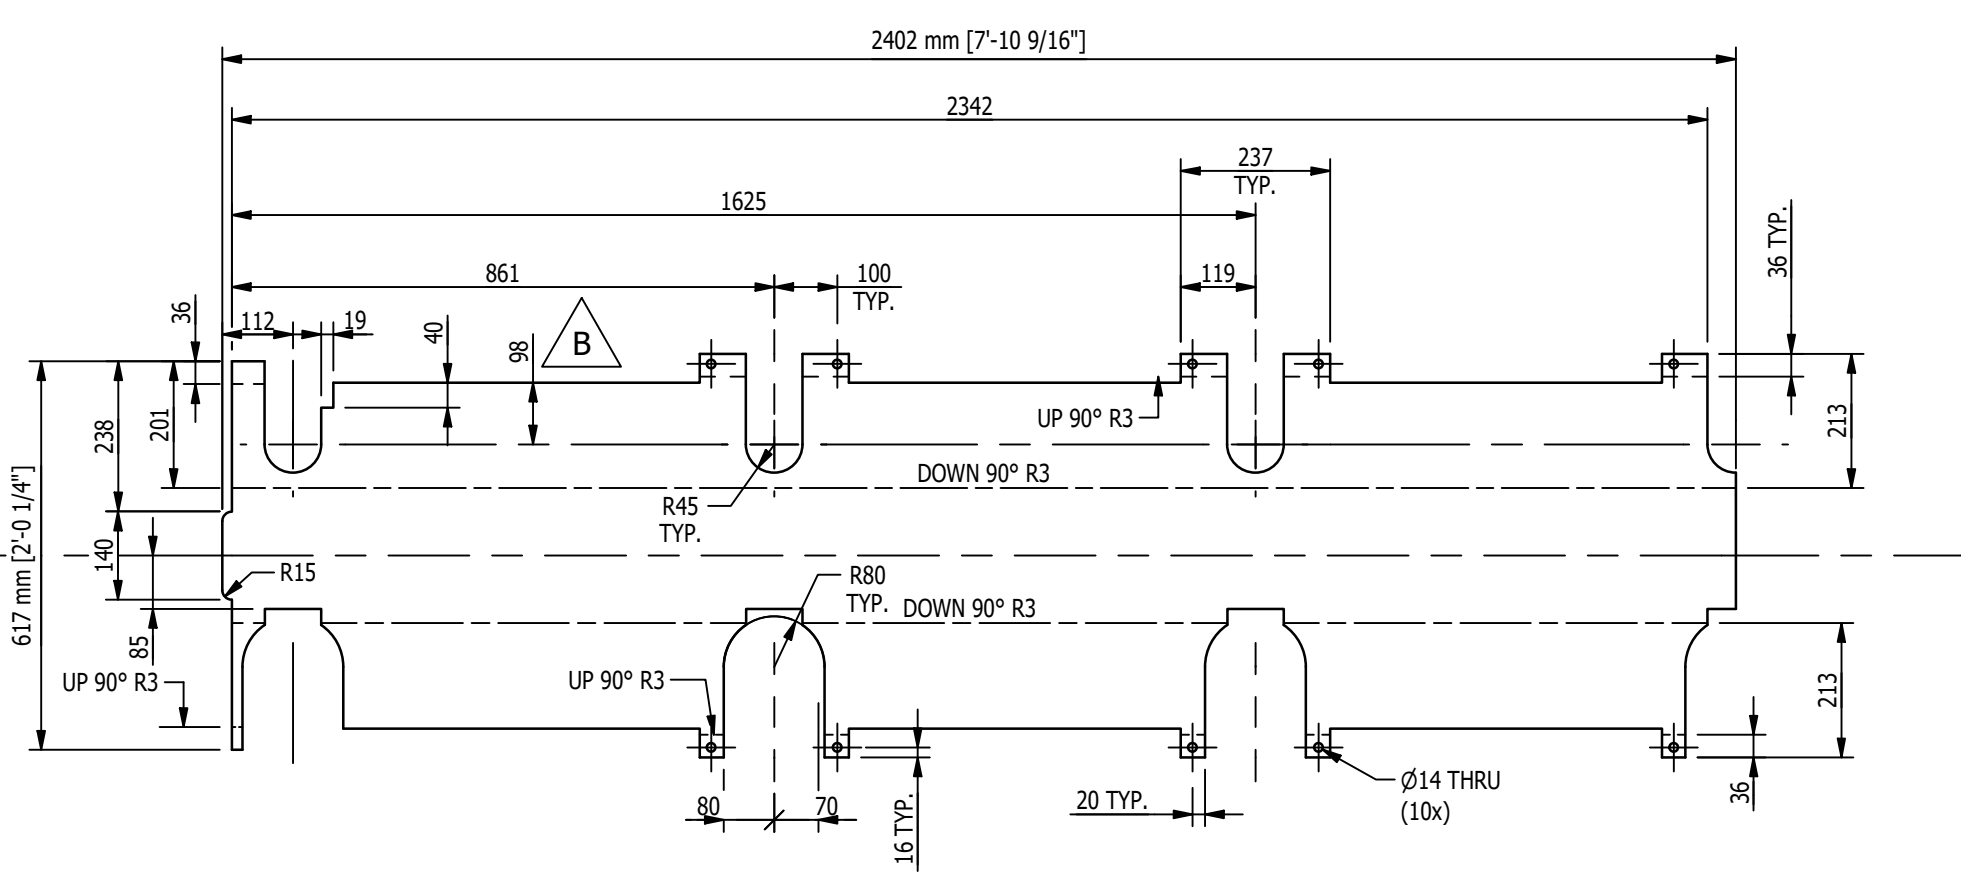 2402 mm [7'-10 9/16"]
2342
237
TYP.
1625
36 TYP.
861
100
TYP.
119
36
112
19
40
98
B
UP 90° R3
213
238
201
DOWN 90° R3
R45
TYP.
617 mm [2'-0 1/4"]
140
R15
R80
TYP.
DOWN 90° R3
85
UP 90° R3
UP 90° R3
213
Ø14 THRU
(10x)
80
70
16 TYP.
20 TYP.
36